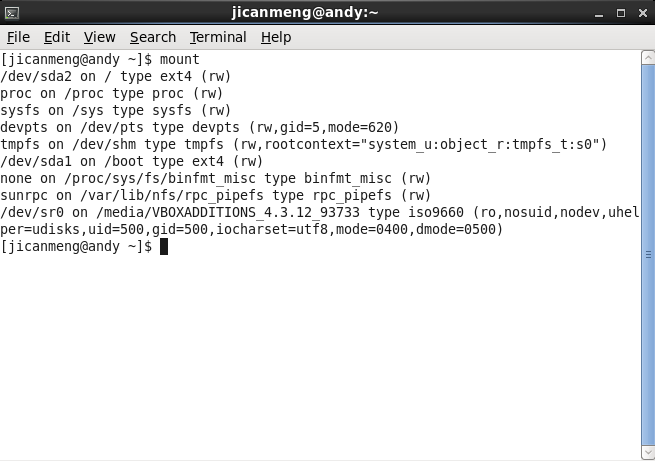 jicanmeng@andy:~
File Edit View Search Terminal Help
[jicanmeng@andy ~]$ mount
/dev/sda2 on / type ext4 (rw)
proc on /proc type proc (rw)
sysfs on /sys type sysfs (rw)
devpts on /dev/pts type devpts (rw,gid=5,mode=620)
tmpfs on /dev/shm type tmpfs (rw,rootcontext="system_u:object_r:tmpfs_t:s0")
/dev/sda1 on /boot type ext4 (rw)
none on /proc/sys/fs/binfmt_misc type binfmt_misc (rw)
sunrpc on /var/lib/nfs/rpc_pipefs type rpc_pipefs (rw)
/dev/sr0 on /media/VBOXADDITIONS_4.3.12_93733 type iso9660 (ro,nosuid,nodev,uhel
per=udisks,uid=500,gid=500,iocharset=utf8,mode=0400,dmode=0500)
[jicanmeng@andy ~]$